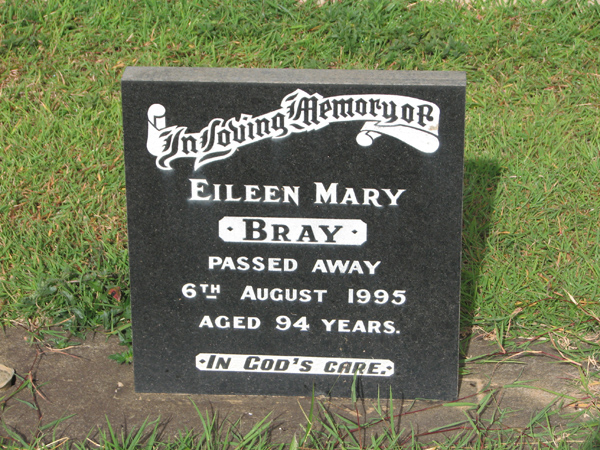 In Loving Memory of
Eileen Mary
Bray
PASSED AWAY
6TH AUGUST 1995
AGED 94 YEARS.
IN GOD'S CARE.